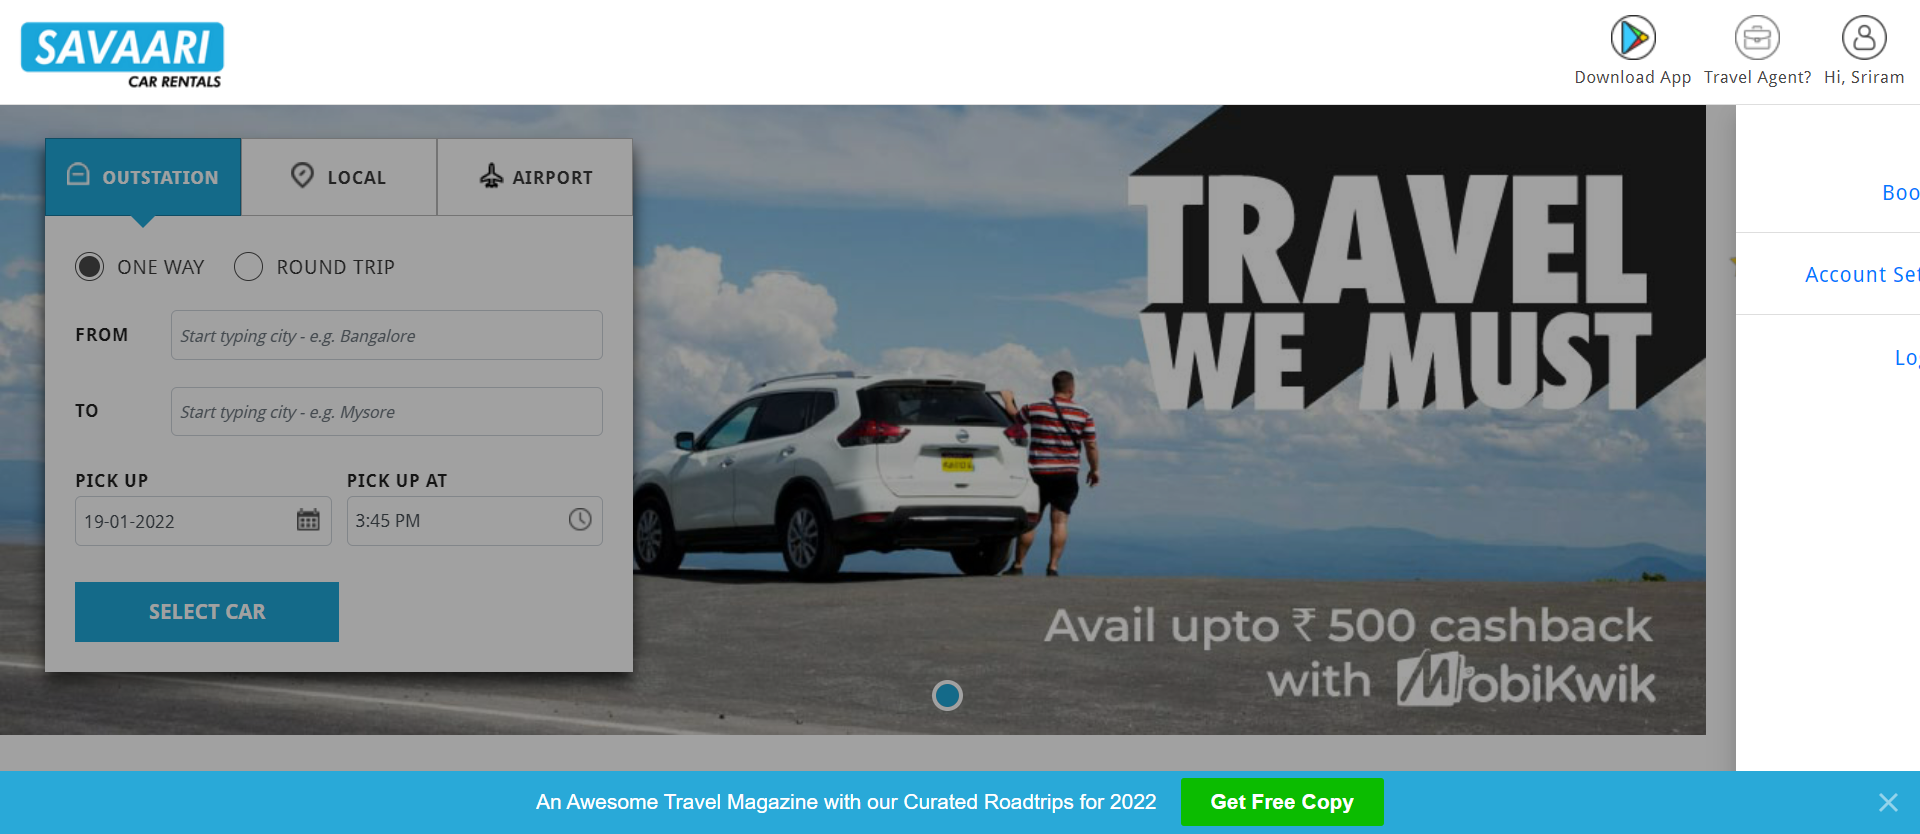 SAVAARI
CAR RENTALS
Download App
Travel Agent?
Hi, Sriram
OUTSTATION
LOCAL
AIRPORT
ONE WAY
ROUND TRIP
FROM
Start typing city - e.g. Bangalore
TO
Start typing city - e.g. Mysore
PICK UP
PICK UP AT
19-01-2022
3:45 PM
SELECT CAR
TRAVEL
WE MUST
Avail upto ₹ 500 cashback
with MobiKwik
Boo
Account Set
Log
An Awesome Travel Magazine with our Curated Roadtrips for 2022
Get Free Copy